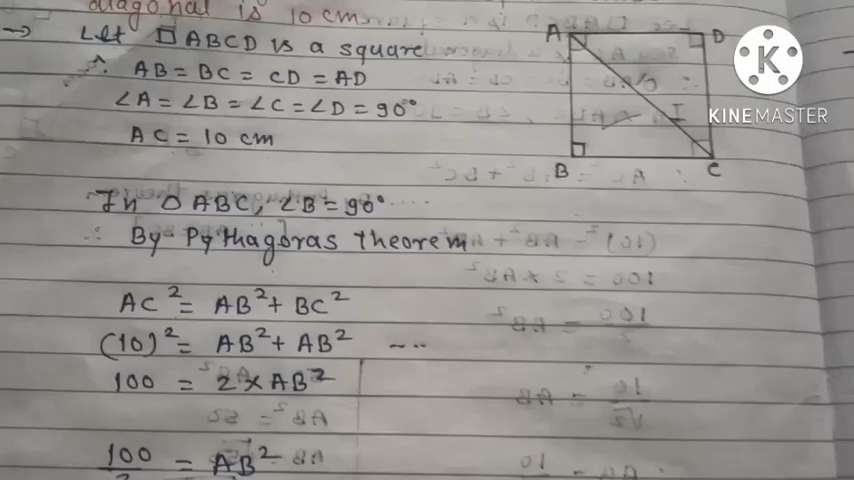 diagonal is 10 cm
→ Let □ABCD is a square
∴ AB = BC = CD = AD
∠A = ∠B = ∠C = ∠D = 90°
AC = 10 cm
A D
B C
K
KINEMASTER
In △ ABC, ∠B = 90°
∴ By Pythagoras Theorem
AC² = AB² + BC²
(10)² = AB² + AB² ....
100 = 2 × AB²
100/2 = AB²